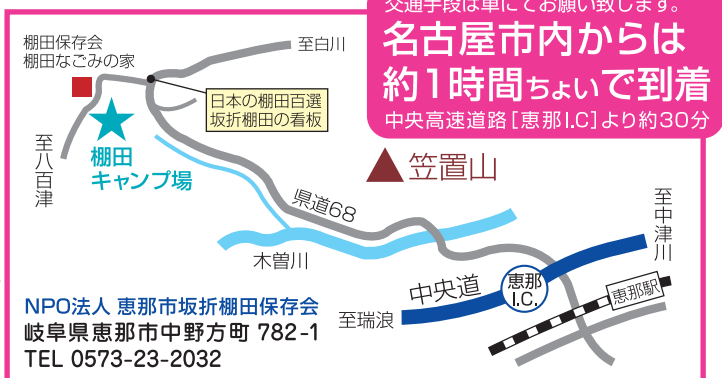 交通手段は車にてお願い致します。
名古屋市内からは
約1時間ちょいで到着
中央高速道路[恵那I.C]より約30分
棚田保存会
棚田なごみの家
至白川
日本の棚田百選
坂折棚田の看板
至八百津
棚田
キャンプ場
笠置山
県道68
木曽川
至中津川
中央道
恵那
I.C.
恵那駅
至瑞浪
NPO法人 恵那市坂折棚田保存会
岐阜県恵那市中野方町 782-1
TEL 0573-23-2032